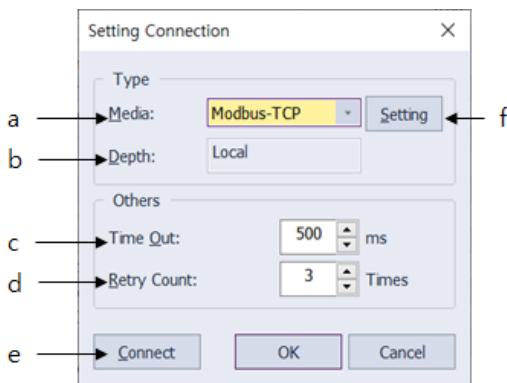 Setting Connection
Type
a Media: Modbus-TCP Setting f
b Depth: Local
Others
c Time Out: 500 ms
d Retry Count: 3 Times
e Connect OK Cancel